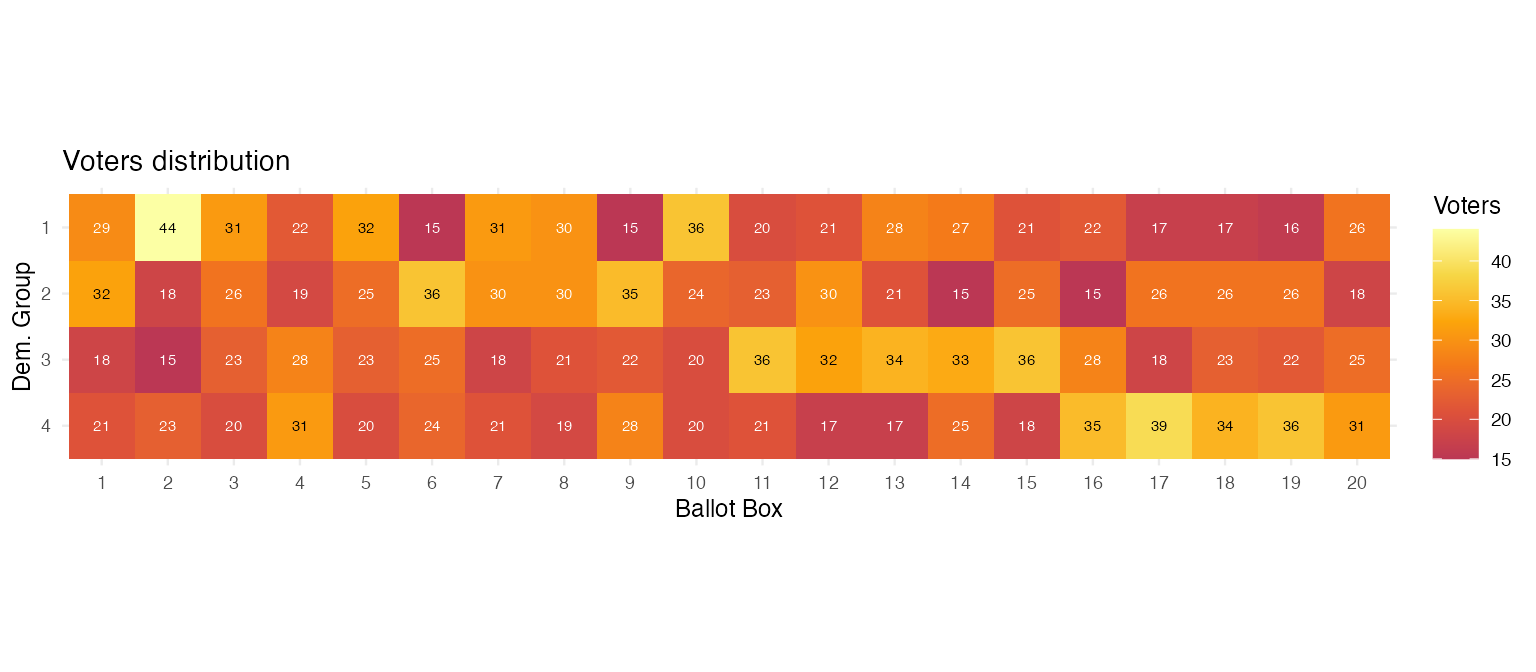 Voters distribution
Voters
1 29 44 31 22 32 15 31 30 15 36 20 21 28 27 21 22 17 17 16 26
2 32 18 26 19 25 36 30 30 35 24 23 30 21 15 25 15 26 26 26 18
3 18 15 23 28 23 25 18 21 22 20 36 32 34 33 36 28 18 23 22 25
4 21 23 20 31 20 24 21 19 28 20 21 17 17 25 18 35 39 34 36 31
Dem. Group
1 2 3 4 5 6 7 8 9 10 11 12 13 14 15 16 17 18 19 20
Ballot Box
40
35
30
25
20
15